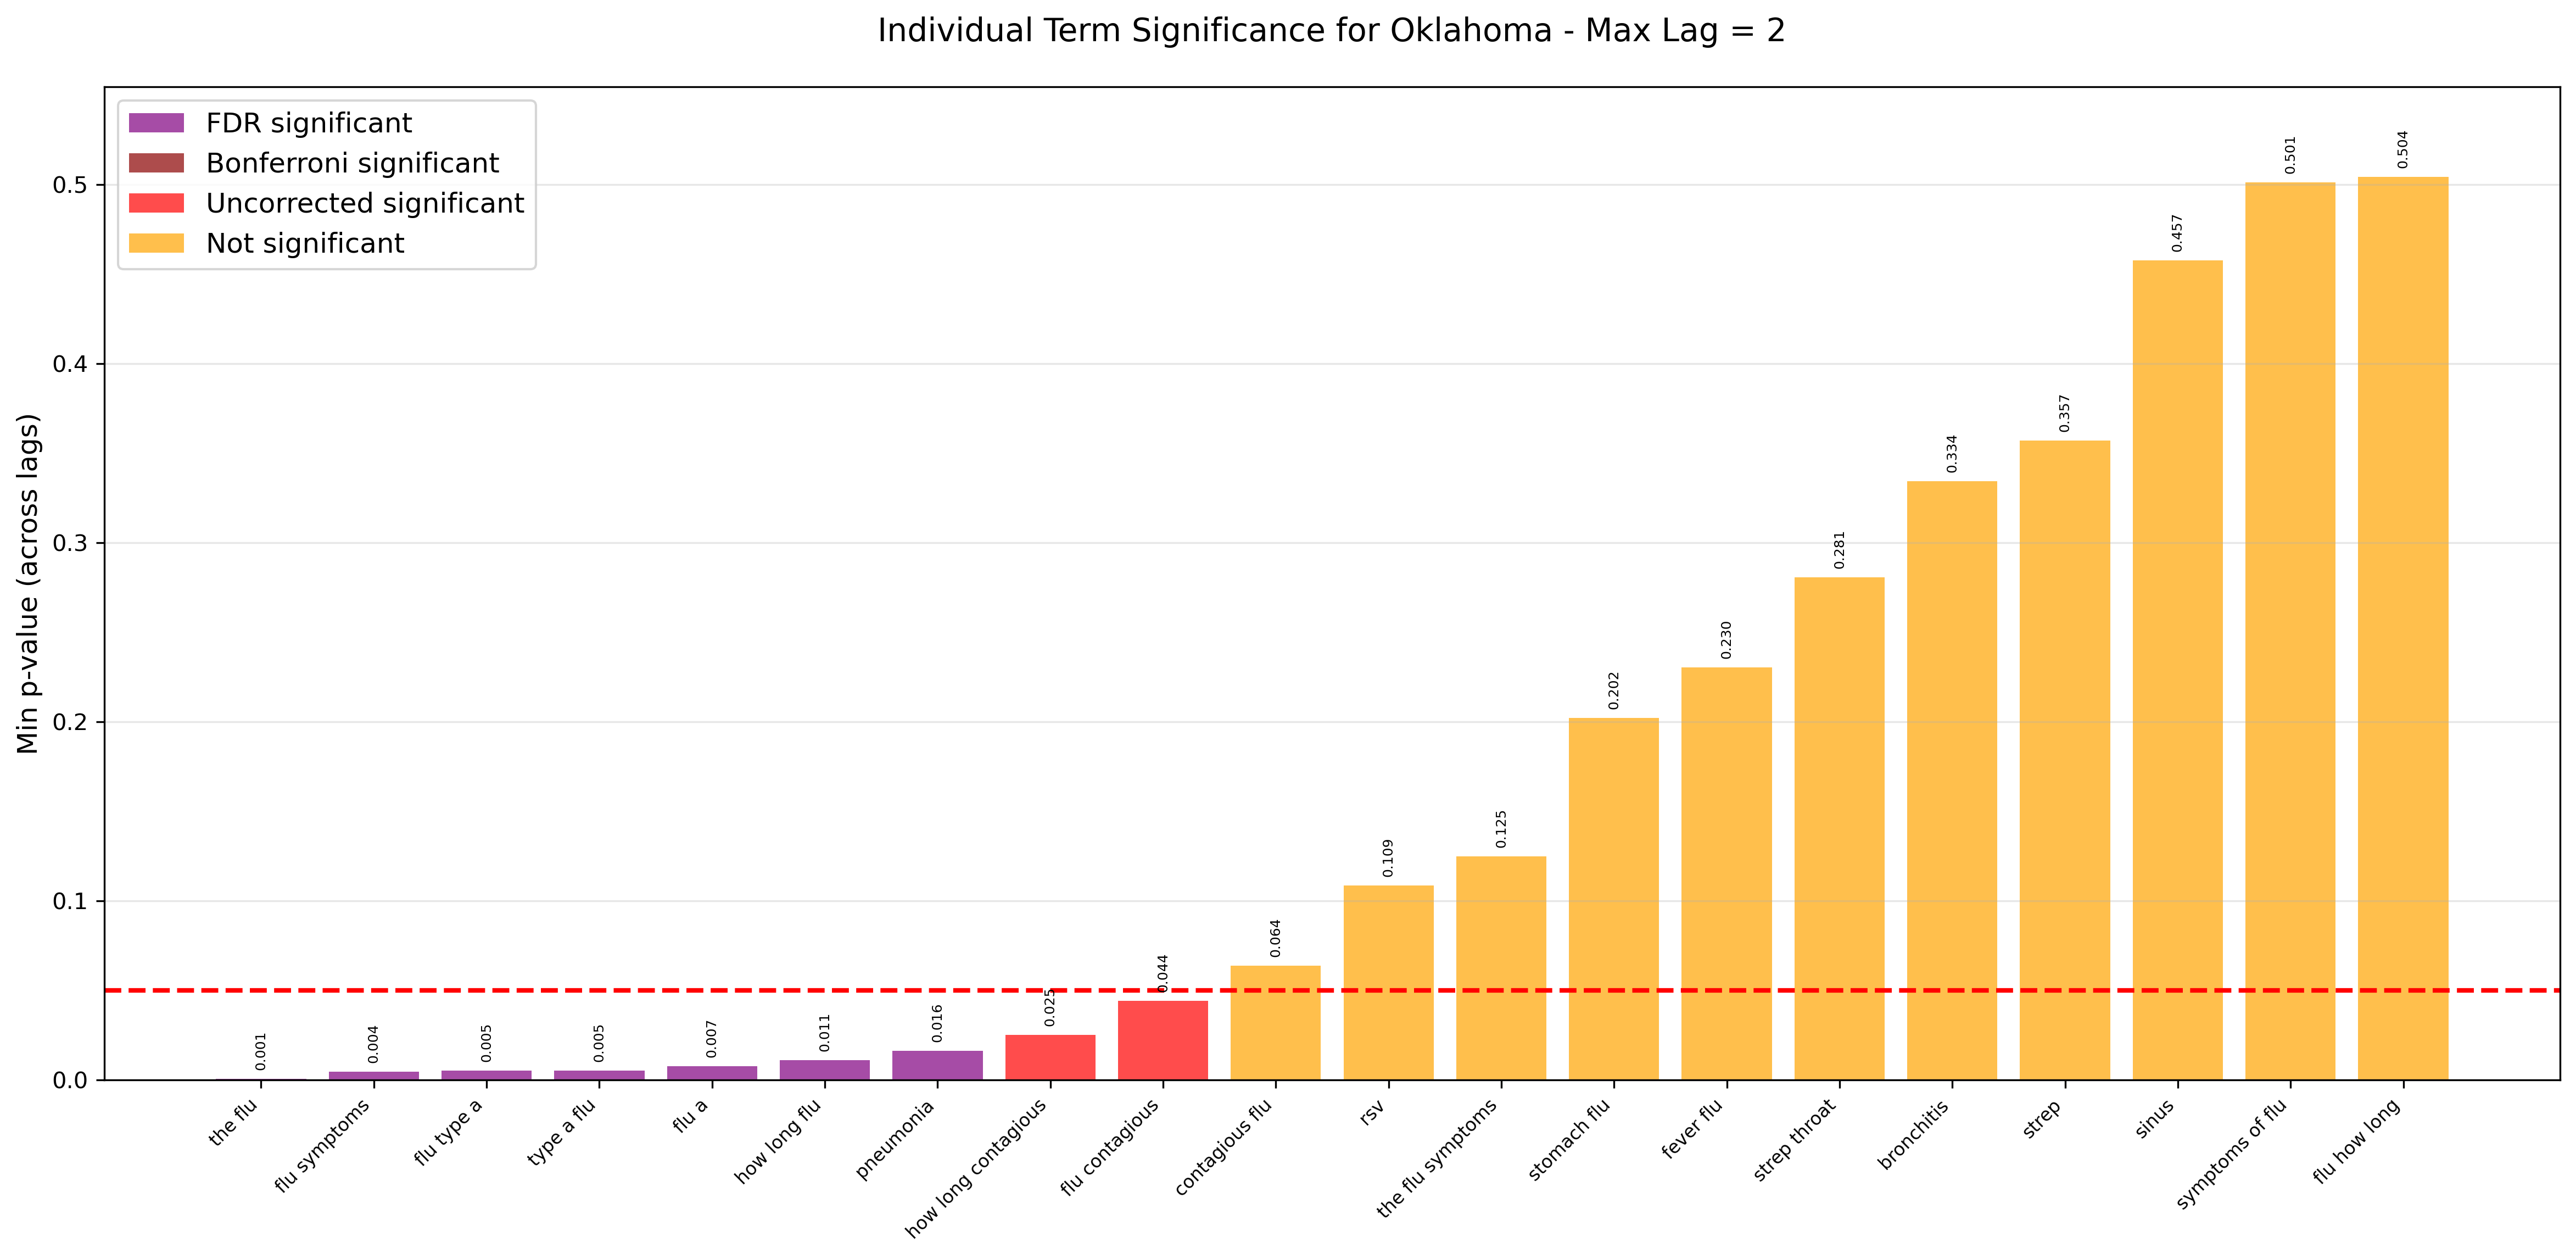 Individual Term Significance for Oklahoma - Max Lag = 2
FDR significant
Bonferroni significant
Uncorrected significant
Not significant
Min p-value (across lags)
0.5
0.4
0.3
0.2
0.1
0.0
0.001
0.004
0.005
0.005
0.007
0.011
0.016
0.025
0.044
0.064
0.109
0.125
0.202
0.230
0.281
0.334
0.357
0.457
0.501
0.504
the flu
flu symptoms
flu type a
type a flu
flu a
how long flu
pneumonia
how long contagious
flu contagious
contagious flu
rsv
the flu symptoms
stomach flu
fever flu
strep throat
bronchitis
strep
sinus
symptoms of flu
flu how long